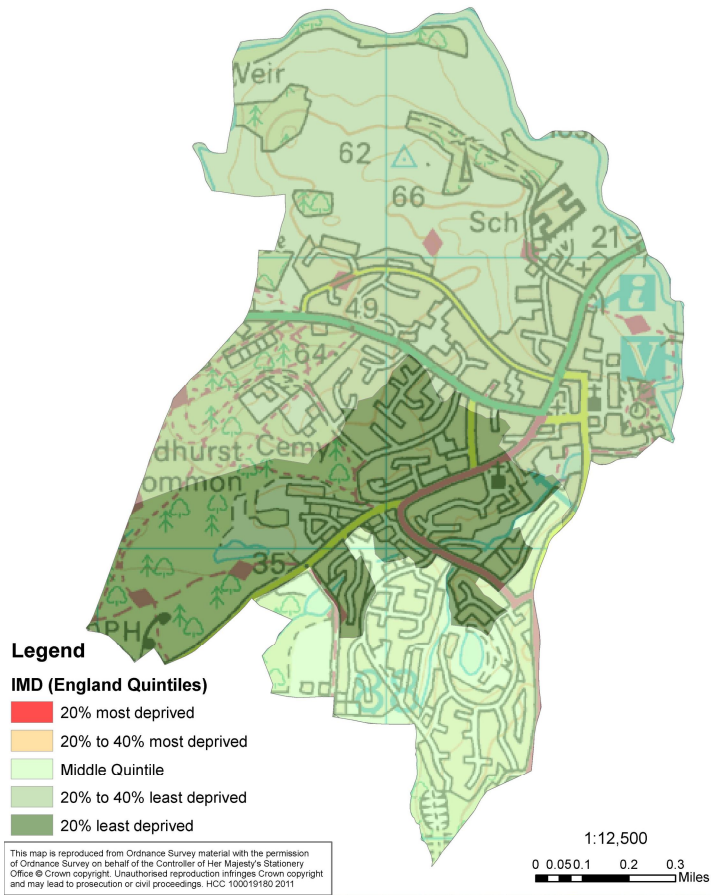 Weir
62
66
Sch
21
i
49
64
V
dhurst
Cemy
ommon
35
PH
83
Legend
IMD (England Quintiles)
20% most deprived
20% to 40% most deprived
Middle Quintile
20% to 40% least deprived
20% least deprived
This map is reproduced from Ordnance Survey material with the permission
of Ordnance Survey on behalf of the Controller of Her Majesty's Stationery
Office © Crown copyright. Unauthorised reproduction infringes Crown copyright
and may lead to prosecution or civil proceedings. HCC 100019180 2011
1:12,500
0 0.05 0.1 0.2 0.3
Miles